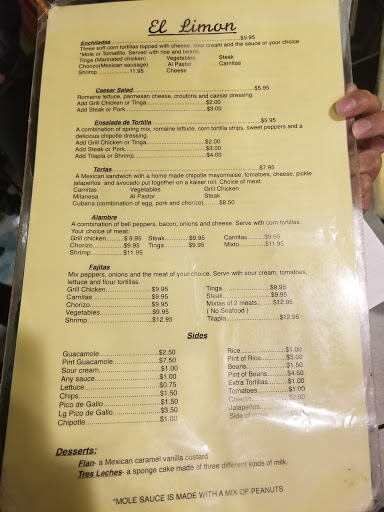 El Limon
Enchiladas...$9.95
Three soft corn tortillas topped with cheese, sour cream and the sauce or your choice
*Mole or Tomatillo. Served with rice and beans.
Tinga (Marinated chicken) Vegetables Steak
Chorizo(Mexican sausage) Al Pastor Carnitas
Shrimp...11.95 Cheese
Caesar Salad...$5.95
Romaine lettuce, parmesan cheese, croutons and caesar dressing.
Add Grill Chicken or Tinga...$2.00
Add Steak or Pork...$3.00
Ensalada de Tortilla...$5.95
A combination of spring mix, romaine lettuce, corn tortilla strips, sweet peppers and a
delicious chipotle dressing.
Add Grill Chicken or Tinga...$2.00
Add Steak or Pork...$3.00
Add Tilapia or Shrimp...$4.00
Tortas...$7.95
A Mexican sandwich with a home made chipotle mayonnaise, tomatoes, cheese, pickle
jalapeños and avocado put together on a kaiser roll. Choice of meat:
Carnitas Vegetables Grill Chicken
Milanesa Al Pastor Steak
Cubana (combination of egg, pork and chorizo)...$8.50
Alambre
A combination of bell peppers, bacon, onions and cheese. Serve with corn tortillas.
Your choice of meat:
Grill chicken...$9.95 Steak...$9.95 Carnitas...$9.95
Chorizo...$9.95 Tinga...$9.95 Mixto...$11.95
Shrimp...$11.95
Fajitas
Mix peppers, onions and the meat of your choice. Serve with sour cream, tomatoes,
lettuce and flour tortillas.
Grill Chicken...$9.95 Tinga...$9.95
Carnitas...$9.95 Steak...$9.95
Chorizo...$9.95 Mixtas of 2 meats...$12.95
Vegetables...$9.95 ( No Seafood )
Shrimp...$12.95 Tilapia...$12.95
Sides
Guacamole...$2.50 Rice...$1.00
Pint Guacamole...$7.50 Pint of Rice...$3.00
Sour cream...$1.00 Beans...$1.50
Any sauce...$1.00 Pint of Beans...$4.50
Lettuce...$0.75 Extra Tortillas...$1.00
Chips...$1.50 Tomatoes...$1.00
Pico de Gallo...$1.50 Cheese...$2.00
Lg Pico de Gallo...$3.50 Jalapeños...
Chipotle...$1.00 Side of
Desserts:
Flan- a Mexican caramel vanilla custard
Tres Leches- a sponge cake made of three different kinds of milk.
*MOLE SAUCE IS MADE WITH A MIX OF PEANUTS